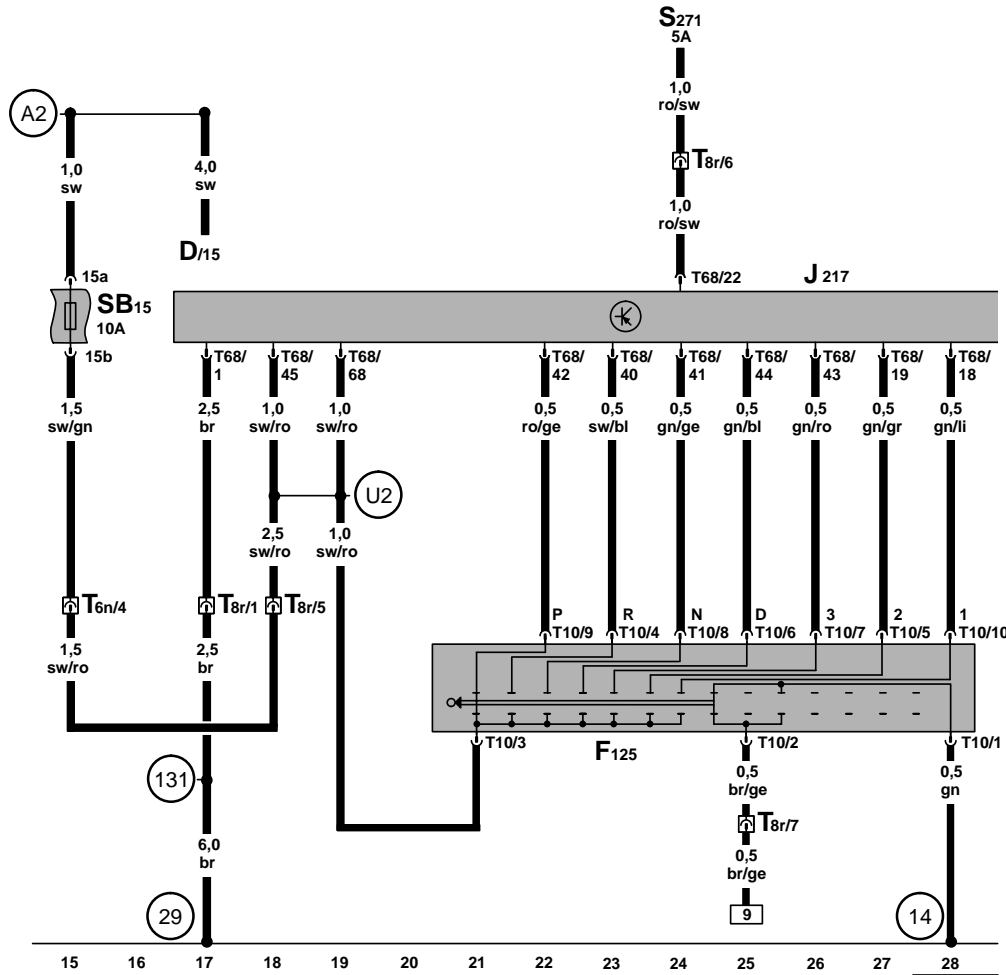 S271
5A
A2
1,0
ro/sw
1,0
sw
4,0
sw
T8r/6
1,0
ro/sw
D/15
15a
T68/22
J 217
SB15
10A
15b
T68/
1
T68/
45
T68/
68
T68/
42
T68/
40
T68/
41
T68/
44
T68/
43
T68/
19
T68/
18
1,5
sw/gn
2,5
br
1,0
sw/ro
1,0
sw/ro
0,5
ro/ge
0,5
sw/bl
0,5
gn/ge
0,5
gn/bl
0,5
gn/ro
0,5
gn/gr
0,5
gn/li
U2
2,5
sw/ro
1,0
sw/ro
T6n/4
T8r/1
T8r/5
P
R
N
D
3
2
1
T10/9
T10/4
T10/8
T10/6
T10/7
T10/5
T10/10
1,5
sw/ro
2,5
br
T10/3
F125
T10/2
T10/1
131
0,5
br/ge
0,5
gn
T8r/7
6,0
br
0,5
br/ge
29
9
14
15 16 17 18 19 20 21 22 23 24 25 26 27 28